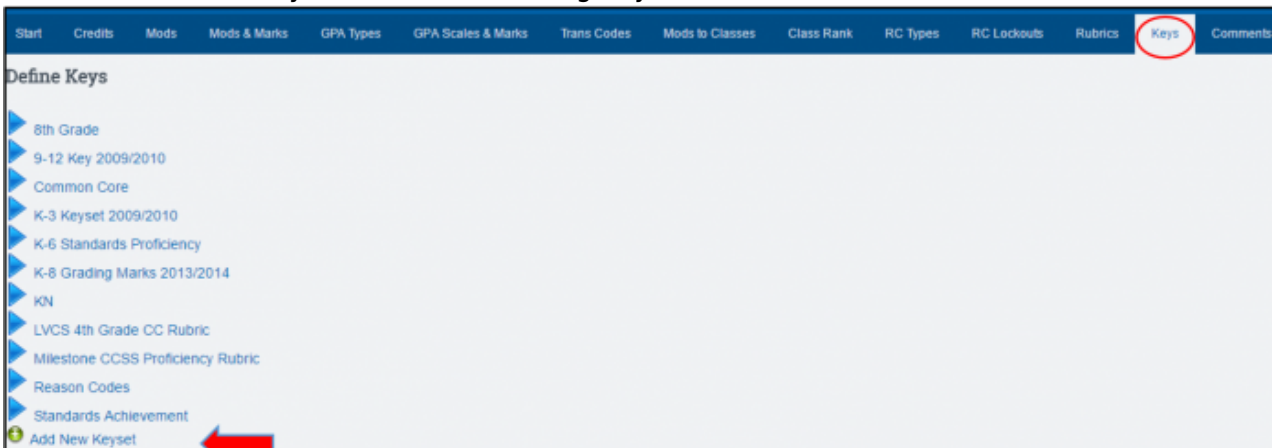 Start Credits Mods Mods & Marks GPA Types GPA Scales & Marks Trans Codes Mods to Classes Class Rank RC Types RC Lockouts Rubrics Keys Comments
Define Keys
8th Grade
9-12 Key 2009/2010
Common Core
K-3 Keyset 2009/2010
K-6 Standards Proficiency
K-8 Grading Marks 2013/2014
KN
LVCS 4th Grade CC Rubric
Milestone CCSS Proficiency Rubric
Reason Codes
Standards Achievement
Add New Keyset